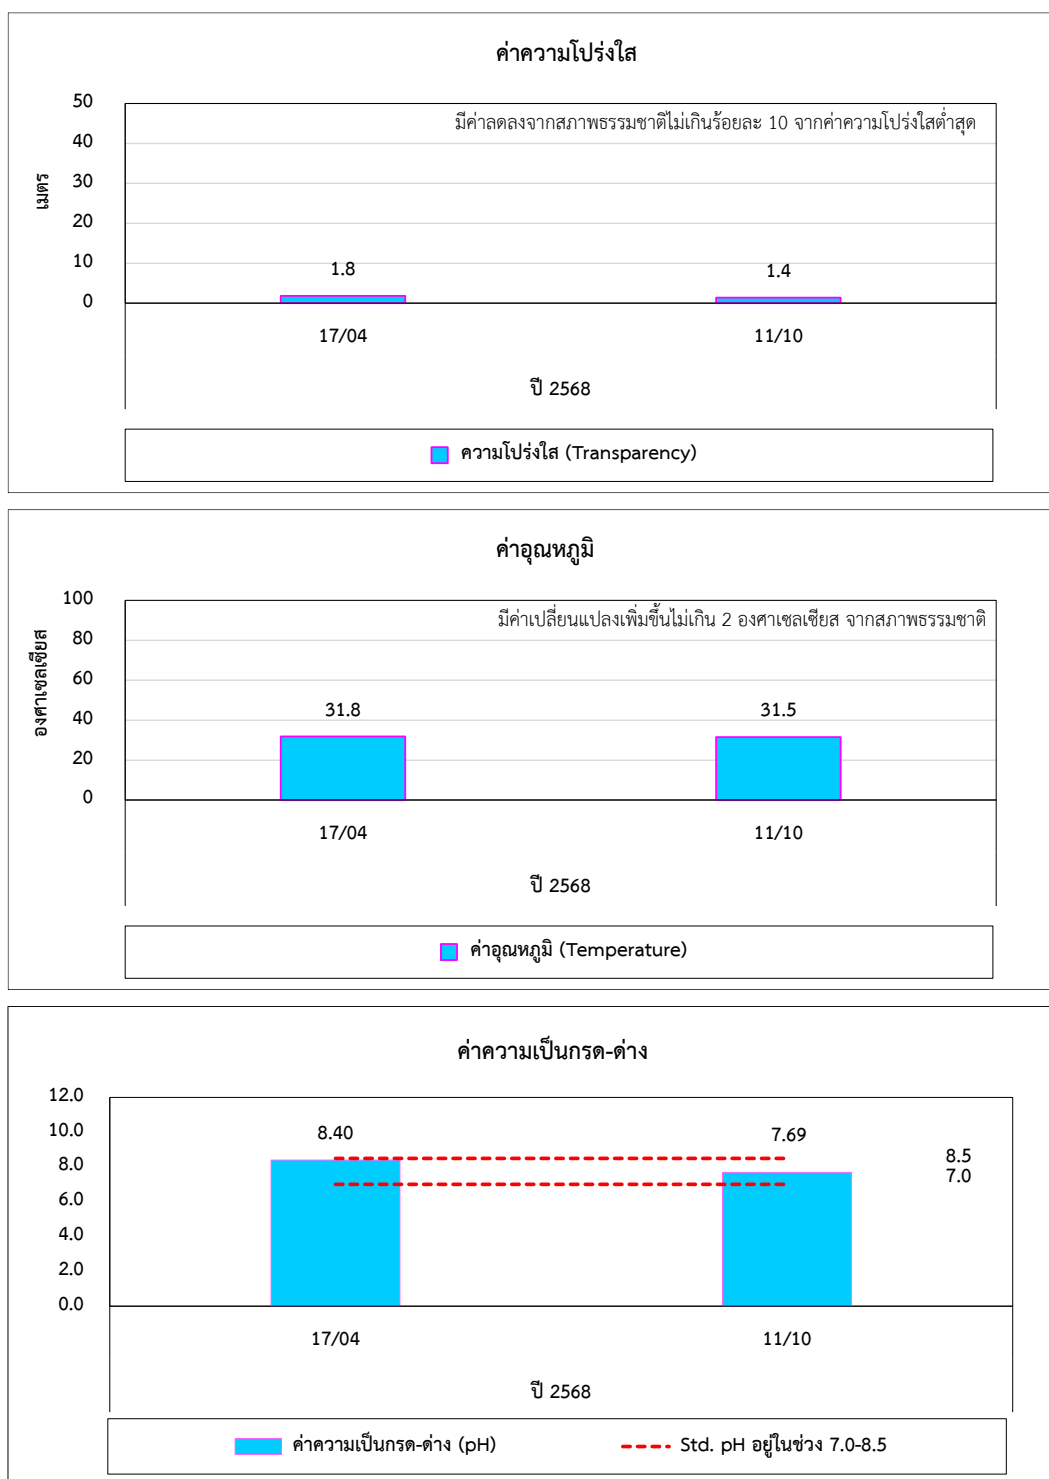 ค่าความโปร่งใส
มีค่าลดลงจากสภาพธรรมชาติไม่เกินร้อยละ 10 จากค่าความโปร่งใสต่ำสุด
เมตร
50
40
30
20
10
0
1.8
1.4
17/04
11/10
ปี 2568
ความโปร่งใส (Transparency)
ค่าอุณหภูมิ
มีค่าเปลี่ยนแปลงเพิ่มขึ้นไม่เกิน 2 องศาเซลเซียส จากสภาพธรรมชาติ
องศาเซลเซียส
100
80
60
40
20
0
31.8
31.5
17/04
11/10
ปี 2568
ค่าอุณหภูมิ (Temperature)
ค่าความเป็นกรด-ด่าง
12.0
10.0
8.0
6.0
4.0
2.0
0.0
8.40
7.69
8.5
7.0
17/04
11/10
ปี 2568
ค่าความเป็นกรด-ด่าง (pH)
Std. pH อยู่ในช่วง 7.0-8.5